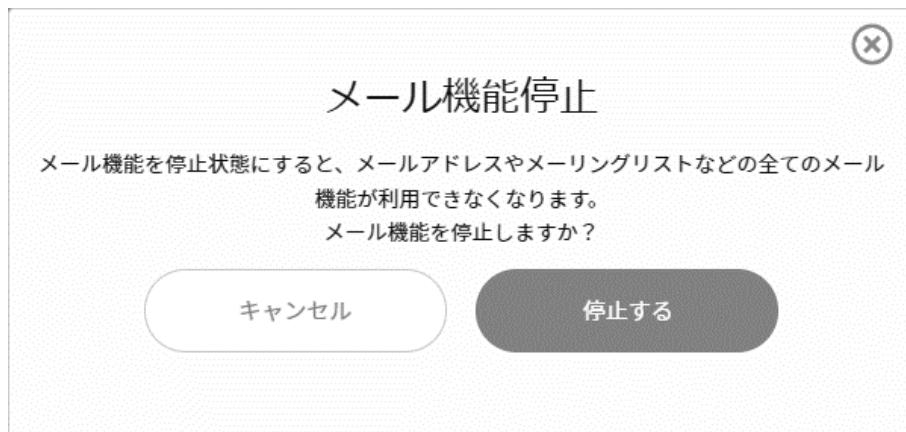 メール機能停止
メール機能を停止状態にすると、メールアドレスやメーリングリストなどの全てのメール
機能が利用できなくなります。
メール機能を停止しますか？
キャンセル
停止する